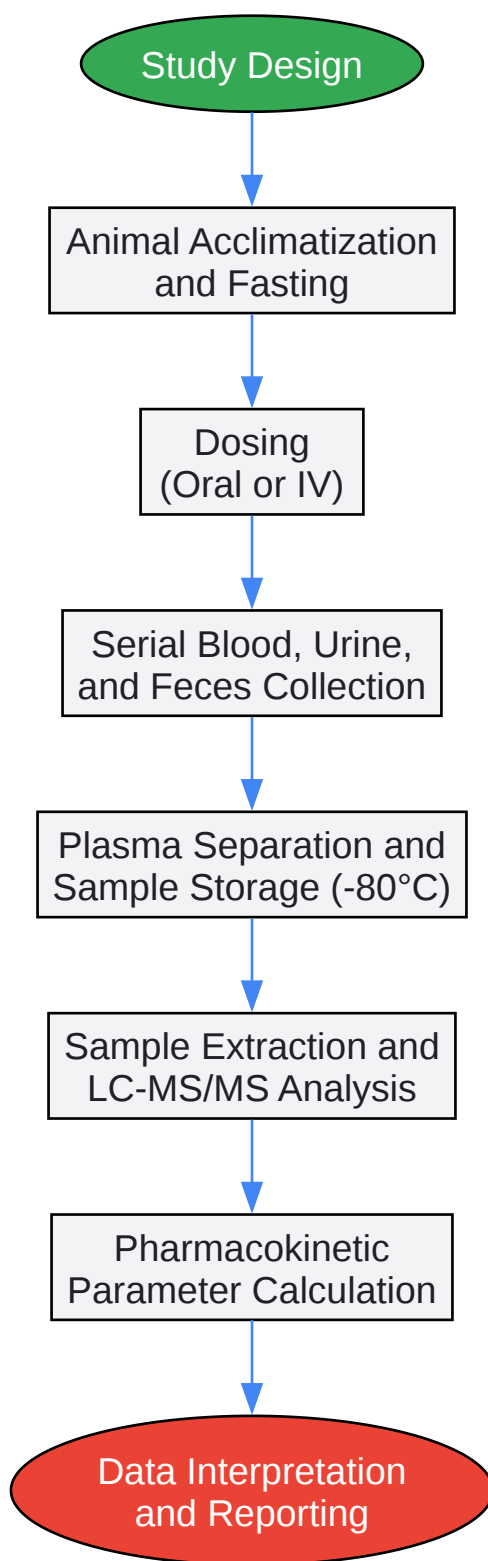 Study Design
Animal Acclimatization
and Fasting
Dosing
(Oral or IV)
Serial Blood, Urine,
and Feces Collection
Plasma Separation and
Sample Storage (-80°C)
Sample Extraction and
LC-MS/MS Analysis
Pharmacokinetic
Parameter Calculation
Data Interpretation
and Reporting